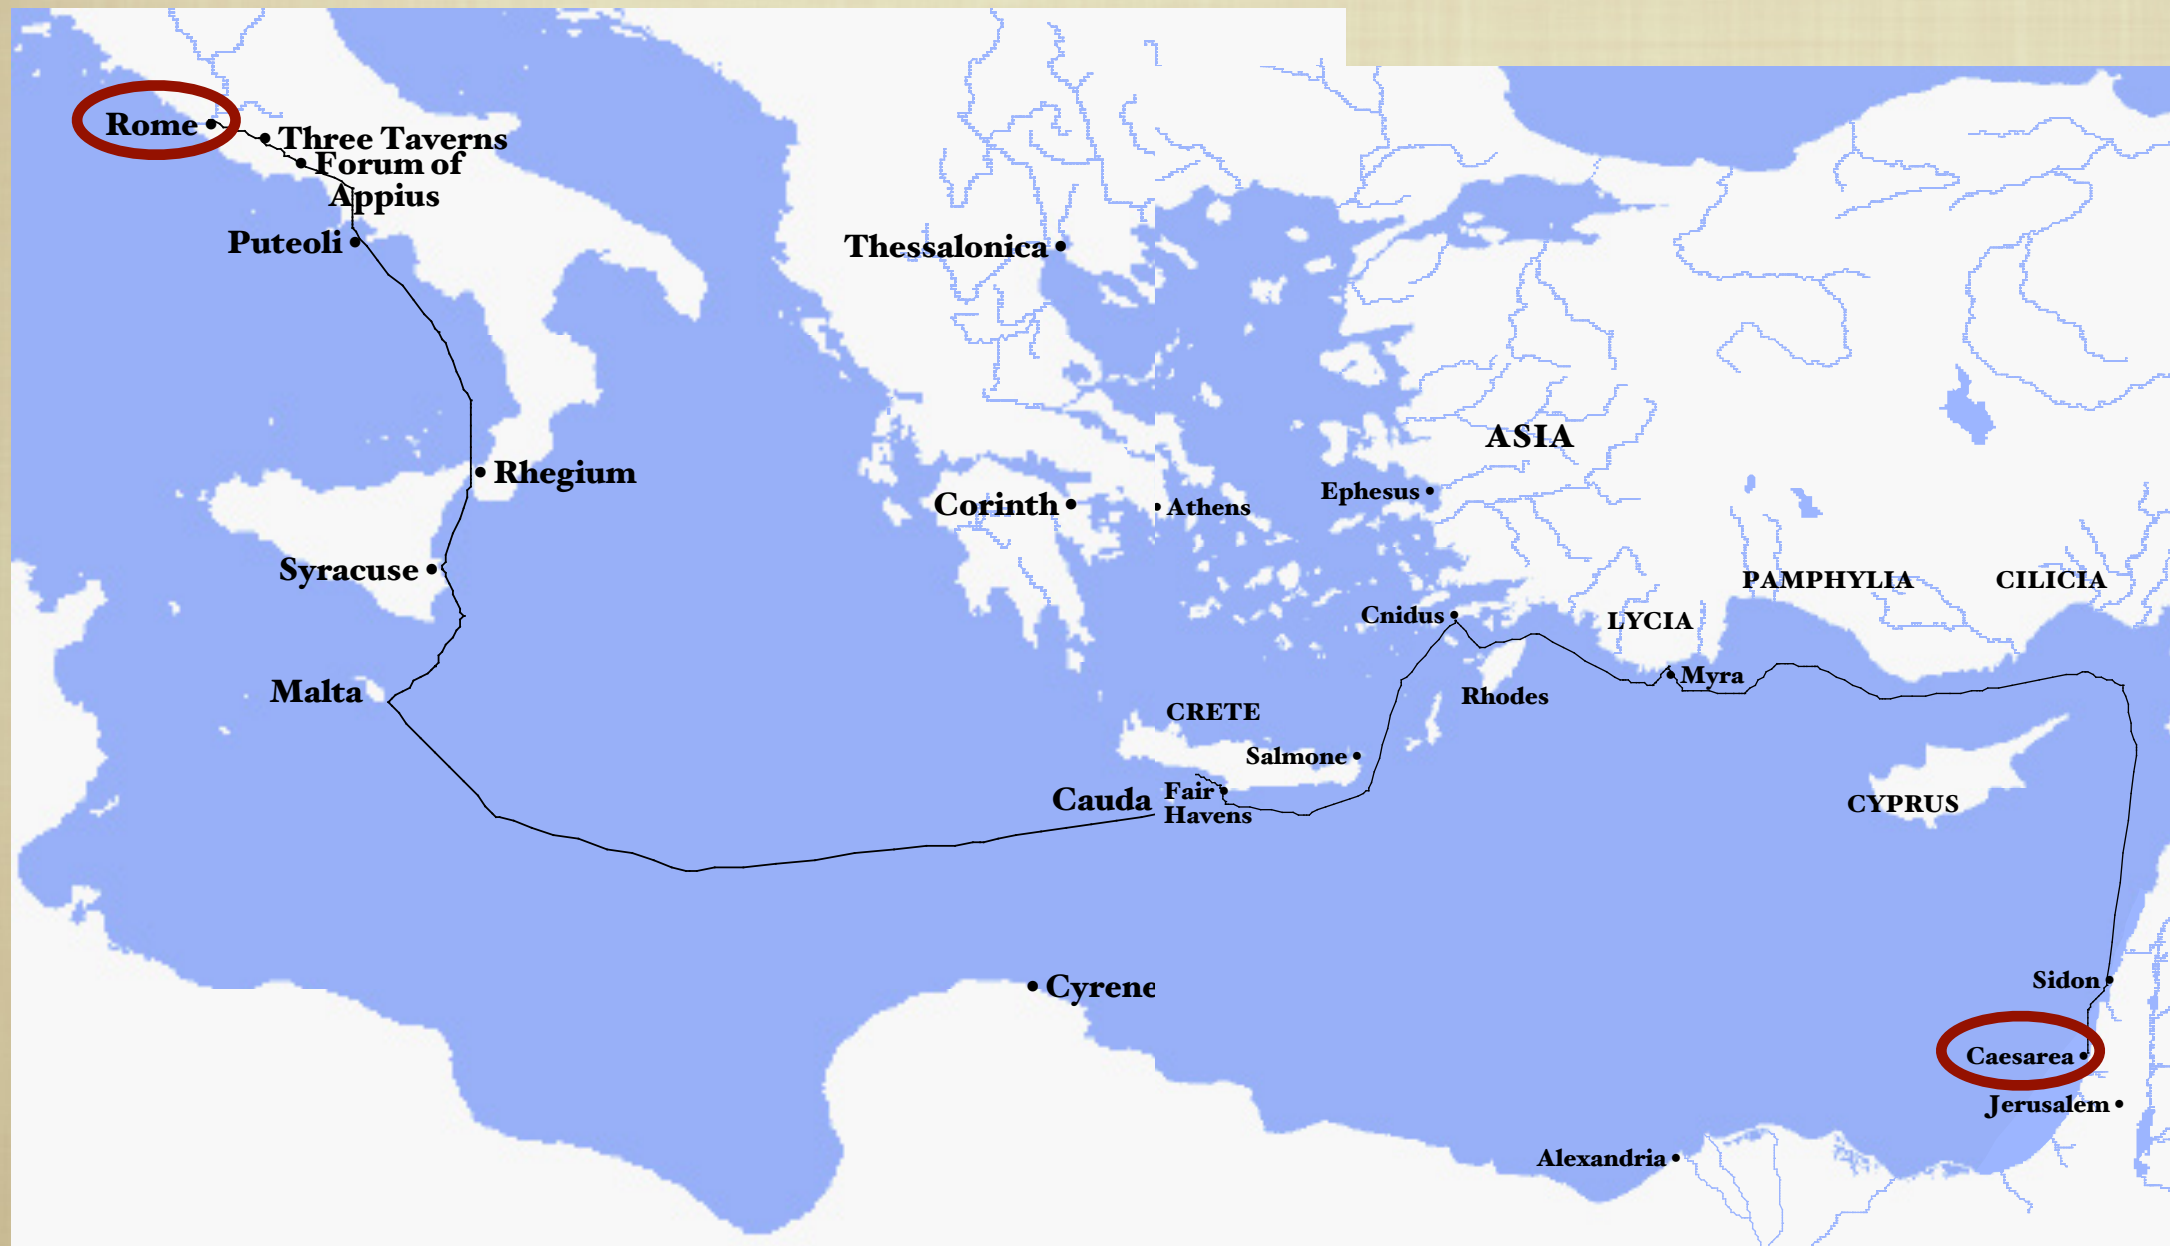 Rome
Three Taverns
Forum of
Appius
Puteoli
Thessalonica
ASIA
Rhegium
Ephesus
Corinth
Athens
Syracuse
PAMPHYLIA
CILICIA
Cnidus
LYCIA
Myra
Malta
Rhodes
CRETE
Salmone
Cauda
Fair
Havens
CYPRUS
Sidon
Cyrene
Caesarea
Jerusalem
Alexandria